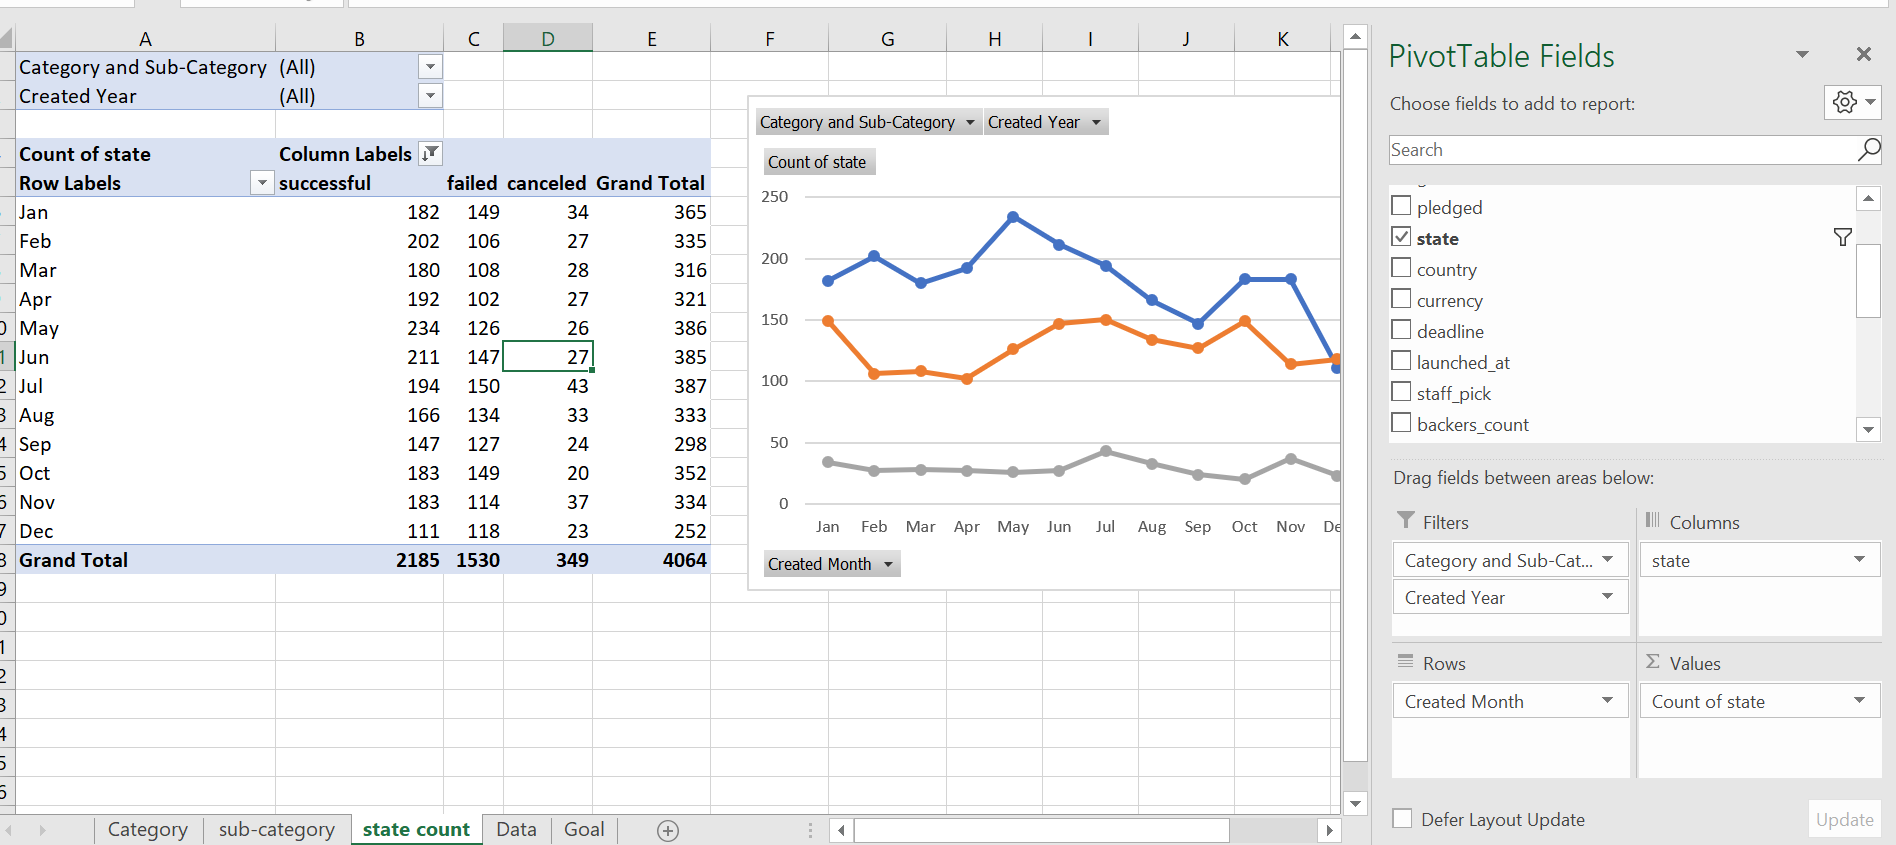 A B C D E F G H I J K
Category and Sub-Category (All)
Created Year (All)
Count of state Column Labels
Row Labels successful failed canceled Grand Total
Jan 182 149 34 365
Feb 202 106 27 335
Mar 180 108 28 316
Apr 192 102 27 321
May 234 126 26 386
Jun 211 147 27 385
Jul 194 150 43 387
Aug 166 134 33 333
Sep 147 127 24 298
Oct 183 149 20 352
Nov 183 114 37 334
Dec 111 118 23 252
Grand Total 2185 1530 349 4064
Category and Sub-Category Created Year
Count of state
250
200
150
100
50
0
Jan Feb Mar Apr May Jun Jul Aug Sep Oct Nov De
Created Month
Category sub-category state count Data Goal
PivotTable Fields
Choose fields to add to report:
Search
pledged
state
country
currency
deadline
launched_at
staff_pick
backers_count
Drag fields between areas below:
Filters
Category and Sub-Cat...
Created Year
Columns
state
Rows
Created Month
Σ Values
Count of state
Defer Layout Update Update